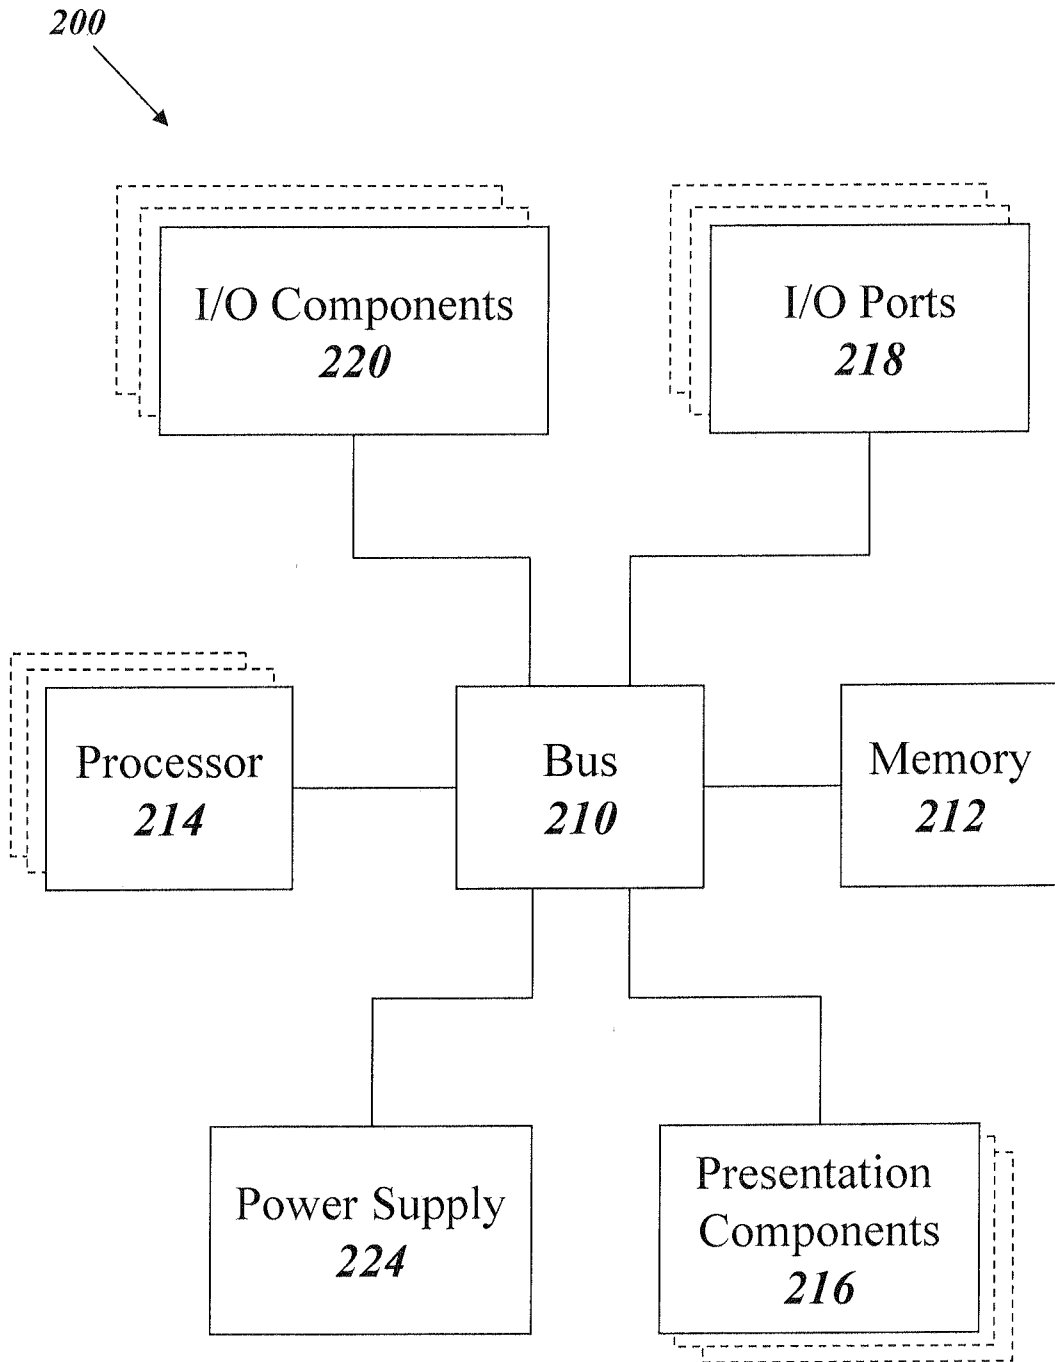 200
I/O Components
220
I/O Ports
218
Processor
214
Bus
210
Memory
212
Power Supply
224
Presentation
Components
216